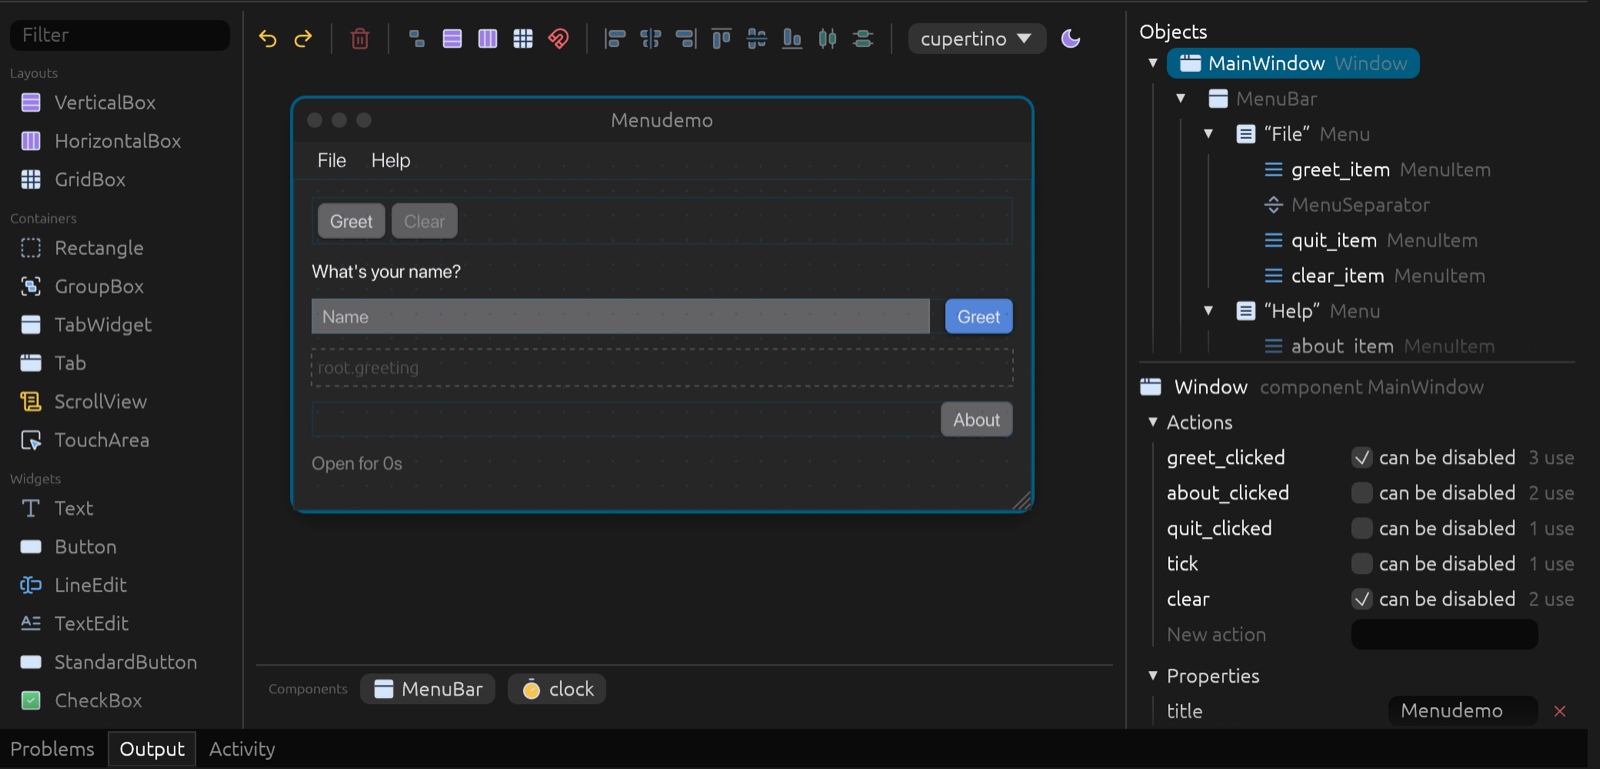 Filter
Layouts
VerticalBox
HorizontalBox
GridBox
Containers
Rectangle
GroupBox
TabWidget
Tab
ScrollView
TouchArea
Widgets
Text
Button
LineEdit
TextEdit
StandardButton
CheckBox
cupertino
Menudemo
File Help
Greet Clear
What's your name?
Name Greet
root.greeting
About
Open for 0s
Components MenuBar clock
Objects
MainWindow Window
MenuBar
“File” Menu
greet_item MenuItem
MenuSeparator
quit_item MenuItem
clear_item MenuItem
“Help” Menu
about_item MenuItem
Window component MainWindow
Actions
greet_clicked can be disabled 3 use
about_clicked can be disabled 2 use
quit_clicked can be disabled 1 use
tick can be disabled 1 use
clear can be disabled 2 use
New action
Properties
title Menudemo
Problems Output Activity